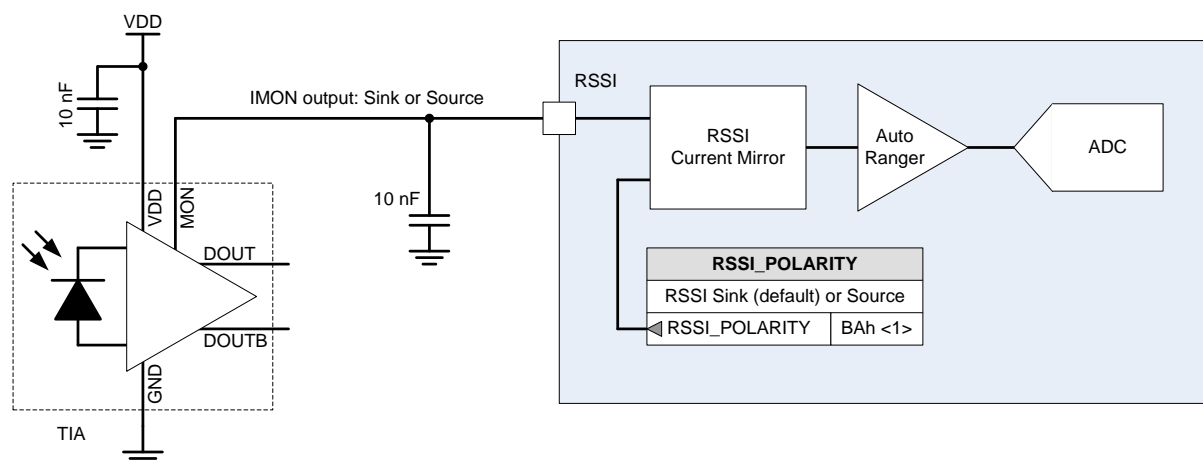 VDD
10 nF
IMON output: Sink or Source
RSSI
RSSI
Current Mirror
Auto
Ranger
ADC
10 nF
VDD
MON
DOUT
DOUTB
GND
TIA
RSSI_POLARITY
RSSI Sink (default) or Source
RSSI_POLARITY BAh <1>